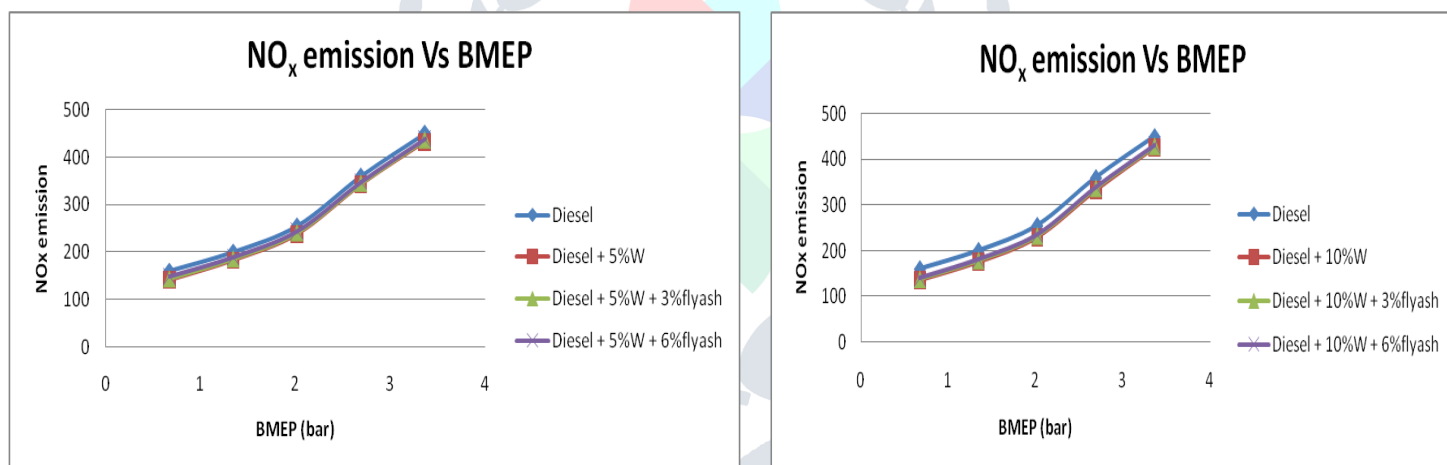 NOx emission Vs BMEP
500
400
300
200
100
0
NOx emission
0 1 2 3 4
BMEP (bar)
Diesel
Diesel + 5%W
Diesel + 5%W + 3%flyash
Diesel + 5%W + 6%flyash
NOx emission Vs BMEP
500
400
300
200
100
0
NOx emission
0 1 2 3 4
BMEP (bar)
Diesel
Diesel + 10%W
Diesel + 10%W + 3%flyash
Diesel + 10%W + 6%flyash